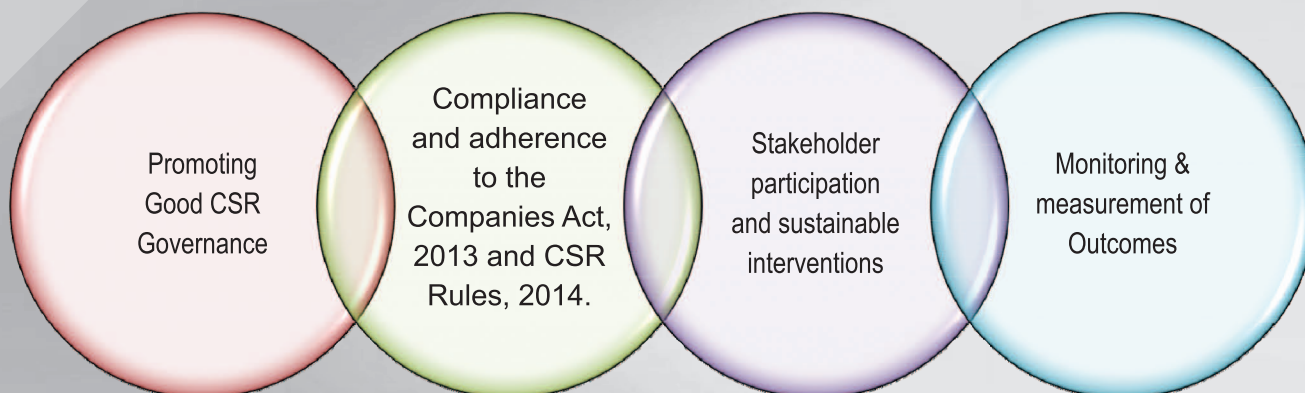 Promoting
Good CSR
Governance
Compliance
and adherence
to the
Companies Act,
2013 and CSR
Rules, 2014.
Stakeholder
participation
and sustainable
interventions
Monitoring &
measurement of
Outcomes